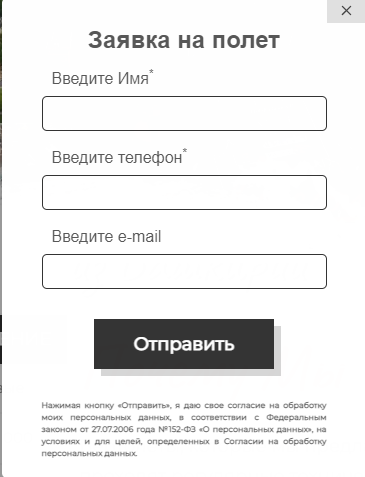 Заявка на полет
Введите Имя*
Введите телефон*
Введите e-mail
Отправить
Нажимая кнопку «Отправить», я даю свое согласие на обработку
моих персональных данных, в соответствии с Федеральным
законом от 27.07.2006 года №152-ФЗ «О персональных данных», на
условиях и для целей, определенных в Согласии на обработку
персональных данных.